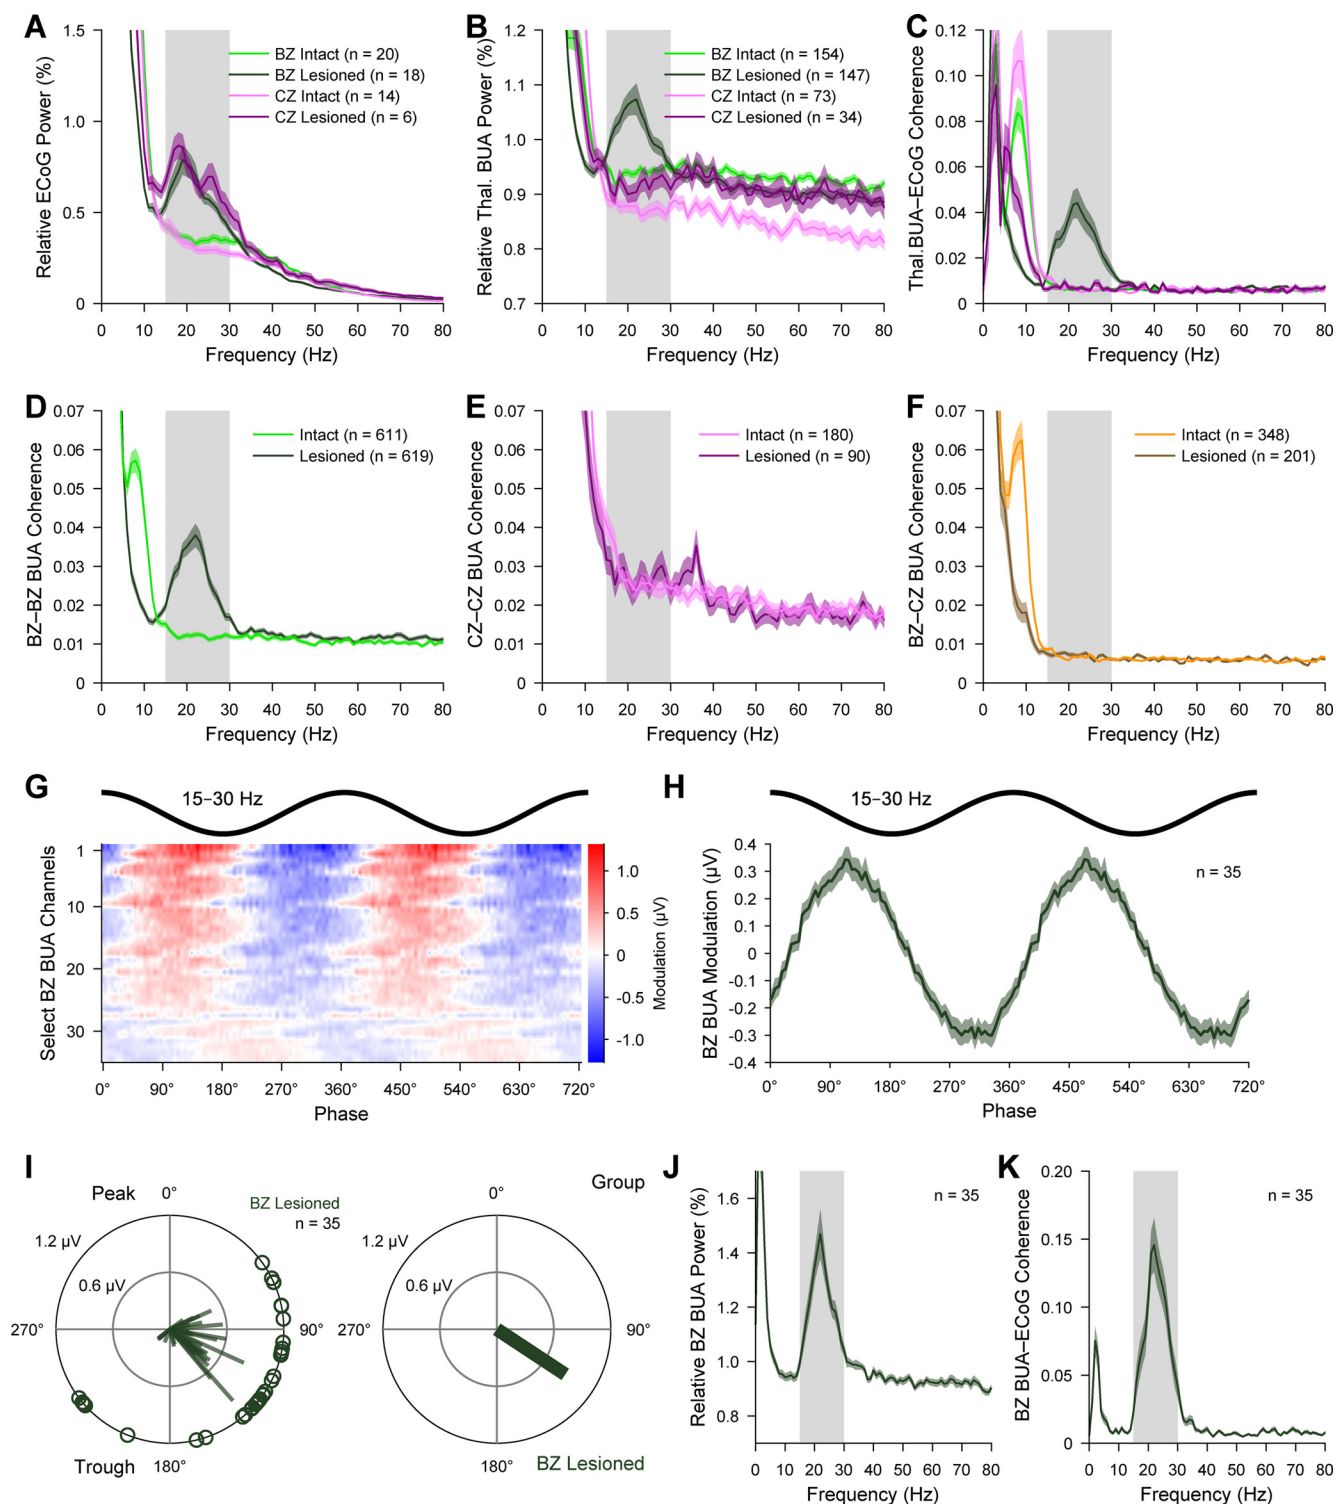 A
Relative ECoG Power (%)
1.5
1.0
0.5
0
BZ Intact (n = 20)
BZ Lesioned (n = 18)
CZ Intact (n = 14)
CZ Lesioned (n = 6)
0 10 20 30 40 50 60 70 80
Frequency (Hz)
B
Relative Thal. BUA Power (%)
1.2
1.1
1.0
0.9
0.8
0.7
BZ Intact (n = 154)
BZ Lesioned (n = 147)
CZ Intact (n = 73)
CZ Lesioned (n = 34)
0 10 20 30 40 50 60 70 80
Frequency (Hz)
C
Thal.BUA–ECoG Coherence
0.12
0.10
0.08
0.06
0.04
0.02
0
0 10 20 30 40 50 60 70 80
Frequency (Hz)
D
BZ–BZ BUA Coherence
0.07
0.06
0.05
0.04
0.03
0.02
0.01
0
Intact (n = 611)
Lesioned (n = 619)
0 10 20 30 40 50 60 70 80
Frequency (Hz)
E
CZ–CZ BUA Coherence
0.07
0.06
0.05
0.04
0.03
0.02
0.01
0
Intact (n = 180)
Lesioned (n = 90)
0 10 20 30 40 50 60 70 80
Frequency (Hz)
F
BZ–CZ BUA Coherence
0.07
0.06
0.05
0.04
0.03
0.02
0.01
0
Intact (n = 348)
Lesioned (n = 201)
0 10 20 30 40 50 60 70 80
Frequency (Hz)
G
15–30 Hz
Select BZ BUA Channels
1
10
20
30
0° 90° 180° 270° 360° 450° 540° 630° 720°
Phase
1.0
0.5
0
-0.5
-1.0
Modulation (µV)
H
15–30 Hz
BZ BUA Modulation (µV)
0.4
0.3
0.2
0.1
0
-0.1
-0.2
-0.3
-0.4
n = 35
0° 90° 180° 270° 360° 450° 540° 630° 720°
Phase
I
Peak
0°
BZ Lesioned
n = 35
1.2 µV
0.6 µV
270°
90°
Trough
180°
Group
0°
1.2 µV
0.6 µV
270°
90°
180°
BZ Lesioned
J
Relative BZ BUA Power (%)
1.6
1.4
1.2
1.0
0.8
n = 35
0 10 20 30 40 50 60 70 80
Frequency (Hz)
K
BZ BUA–ECoG Coherence
0.20
0.15
0.10
0.05
0
n = 35
0 10 20 30 40 50 60 70 80
Frequency (Hz)